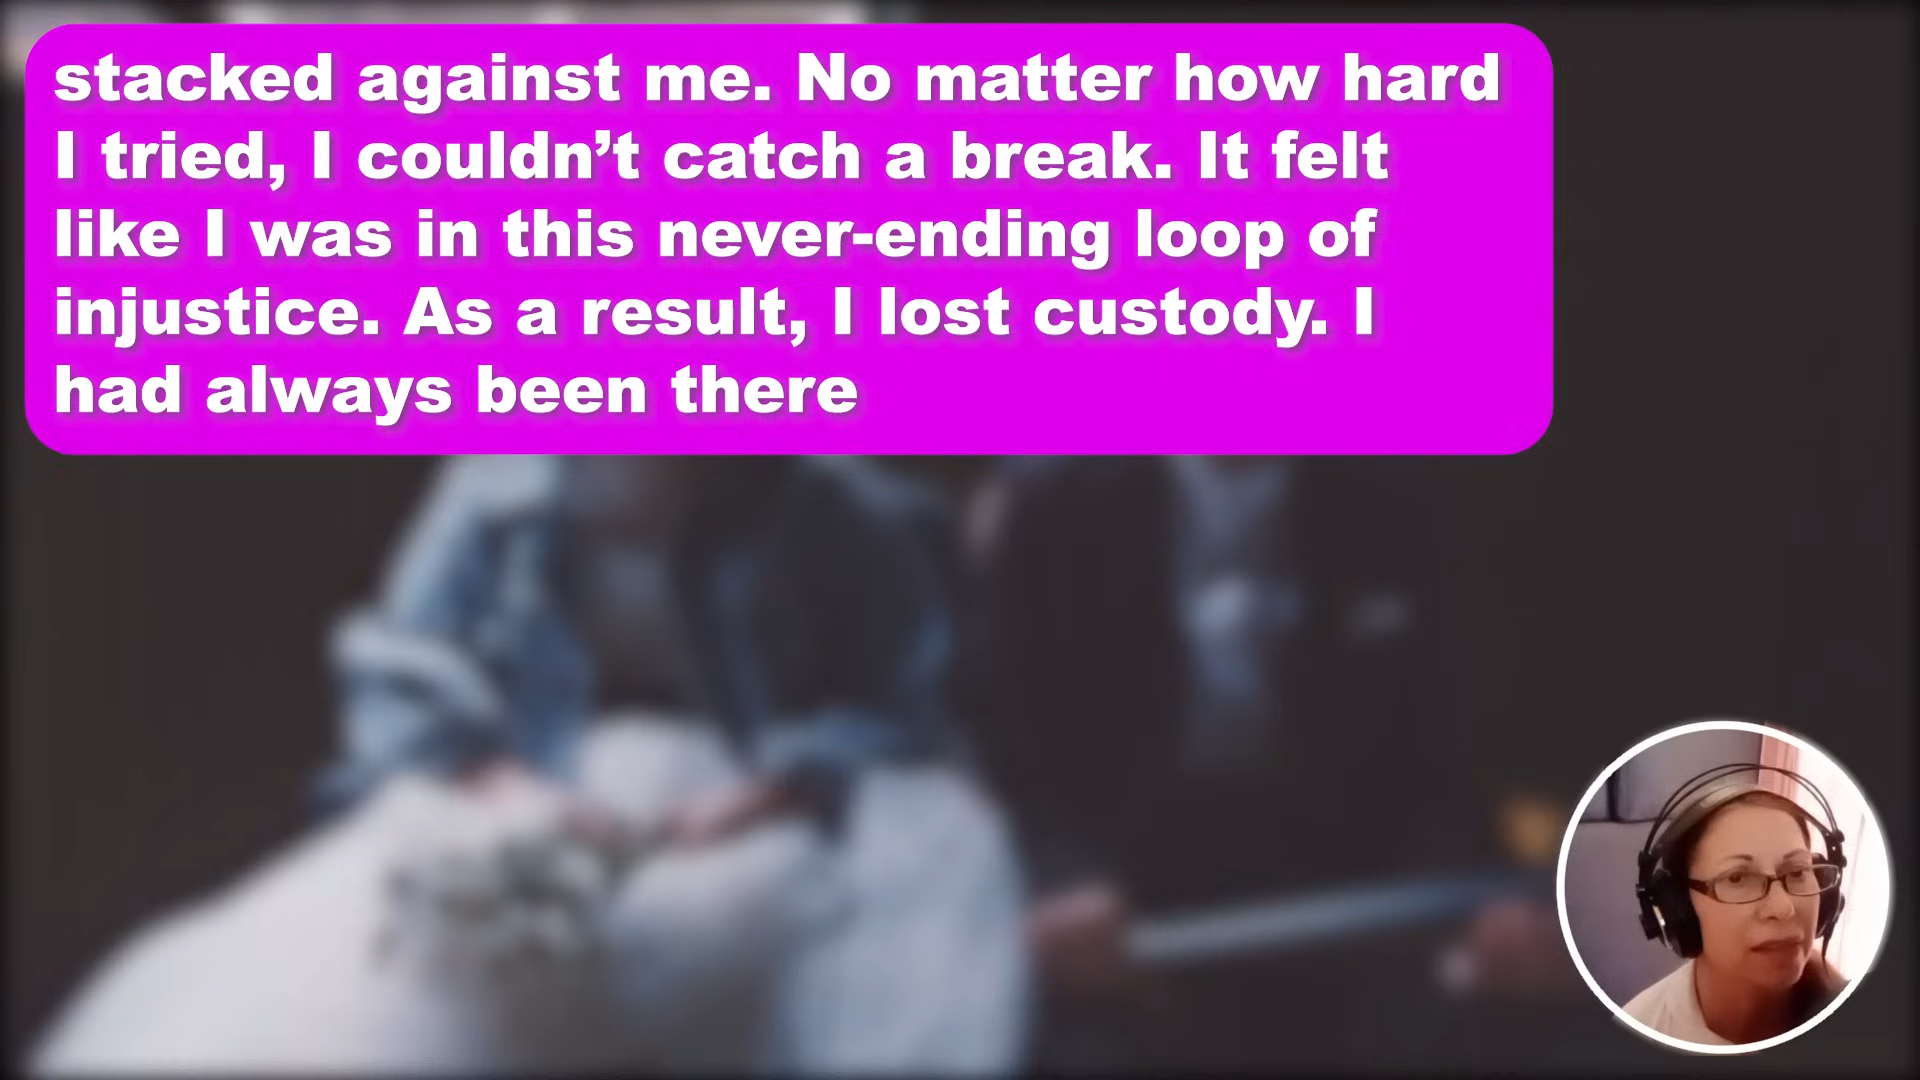 stacked against me. No matter how hard
I tried, I couldn’t catch a break. It felt
like I was in this never-ending loop of
injustice. As a result, I lost custody. I
had always been there